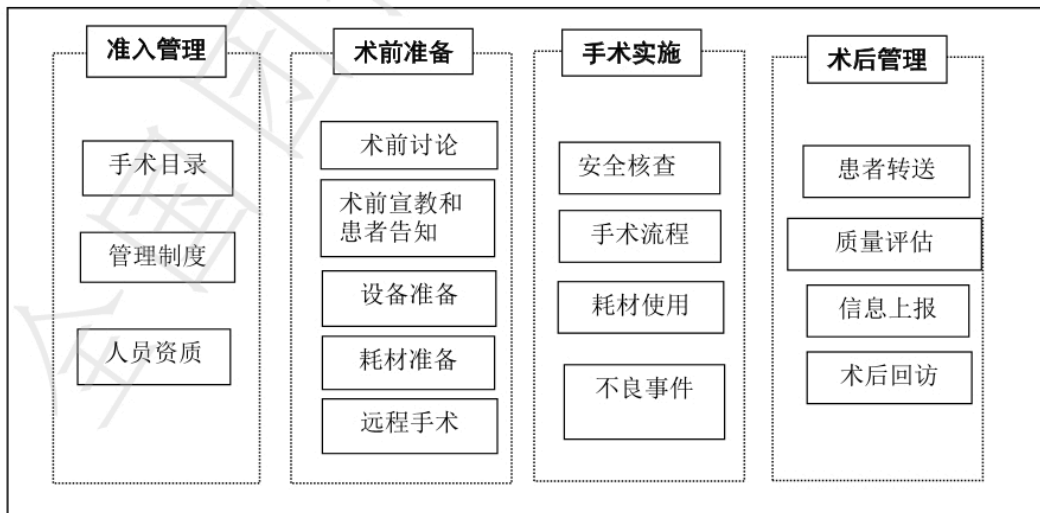 准入管理
手术目录
管理制度
人员资质
术前准备
术前讨论
术前宣教和
患者告知
设备准备
耗材准备
远程手术
手术实施
安全核查
手术流程
耗材使用
不良事件
术后管理
患者转送
质量评估
信息上报
术后回访
全国